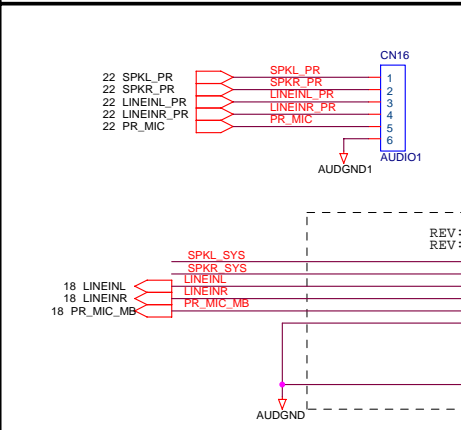 CN16
22 SPKL_PR SPKL_PR 1
22 SPKR_PR SPKR_PR 2
22 LINEINL_PR LINEINL_PR 3
22 LINEINR_PR LINEINR_PR 4
22 PR_MIC PR_MIC 5
6
AUDIO1
AUDGND1
REV:
REV:
SPKL_SYS
SPKR_SYS
18 LINEINL LINEINL
18 LINEINR LINEINR
18 PR_MIC_MB PR_MIC_MB
AUDGND